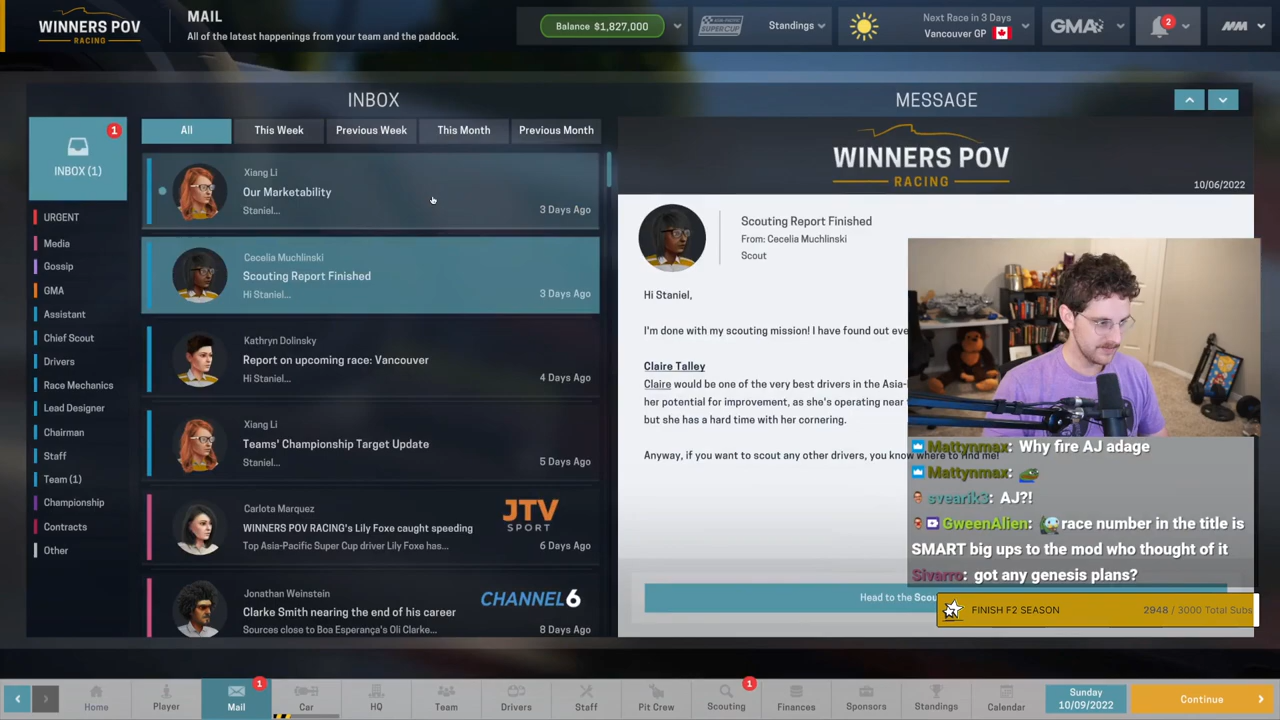 WINNERS POV
RACING
MAIL
All of the latest happenings from your team and the paddock.
Balance $1,827,000
Standings
Next Race in 3 Days
Vancouver GP
GMA
2
INBOX
MESSAGE
1
INBOX (1)
URGENT
Media
Gossip
GMA
Assistant
Chief Scout
Drivers
Race Mechanics
Lead Designer
Chairman
Staff
Team (1)
Championship
Contracts
Other
All
This Week
Previous Week
This Month
Previous Month
Xiang Li
Our Marketability
Staniel...
3 Days Ago
Cecelia Muchlinski
Scouting Report Finished
Hi Staniel...
3 Days Ago
Kathryn Dolinsky
Report on upcoming race: Vancouver
Hi Staniel...
4 Days Ago
Xiang Li
Teams' Championship Target Update
Staniel...
5 Days Ago
Carlota Marquez
WINNERS POV RACING's Lily Foxe caught speeding
Top Asia-Pacific Super Cup driver Lily Foxe has...
JTV
SPORT
6 Days Ago
Jonathan Weinstein
Clarke Smith nearing the end of his career
Sources close to Boa Esperança's Oli Clarke...
CHANNEL6
8 Days Ago
WINNERS POV
RACING
10/06/2022
Scouting Report Finished
From: Cecelia Muchlinski
Scout
Hi Staniel,
I'm done with my scouting mission! I have found out eve
Claire Talley
Claire would be one of the very best drivers in the Asia-
her potential for improvement, as she's operating near
but she has a hard time with her cornering.
Anyway, if you want to scout any other drivers, you know where to find me!
Head to the Scou
Mattynmax: Why fire AJ adage
Mattynmax:
svearik3: AJ?!
GweenAlien: race number in the title is
SMART big ups to the mod who thought of it
Sivarro: got any genesis plans?
FINISH F2 SEASON
2948 / 3000 Total Subs
Home
Player
Mail
1
Car
HQ
Team
Drivers
Staff
Pit Crew
Scouting
1
Finances
Sponsors
Standings
Calendar
Sunday
10/09/2022
Continue